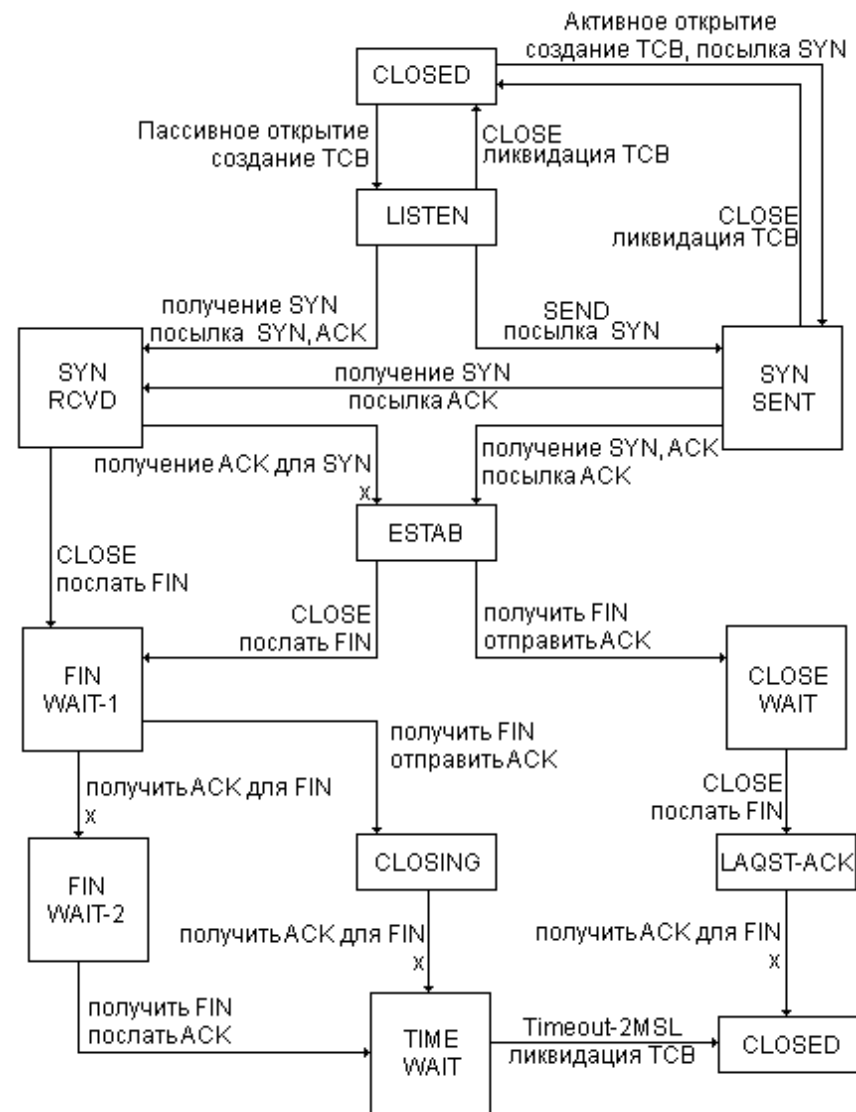 Активное открытие
создание TCB, посылка SYN
CLOSED
Пассивное открытие
создание TCB
CLOSE
ликвидация TCB
CLOSE
ликвидация TCB
LISTEN
получение SYN
посылка SYN, ACK
SEND
посылка SYN
SYN
RCVD
получение SYN
посылка ACK
SYN
SENT
получение ACK для SYN
x
получение SYN, ACK
посылка ACK
ESTAB
CLOSE
послать FIN
CLOSE
послать FIN
получить FIN
отправить ACK
FIN
WAIT-1
CLOSE
WAIT
получить FIN
отправить ACK
получить ACK для FIN
x
CLOSE
послать FIN
FIN
WAIT-2
CLOSING
LAQST-ACK
получить ACK для FIN
x
получить ACK для FIN
x
получить FIN
послать ACK
TIME
WAIT
Timeout-2MSL
ликвидация TCB
CLOSED